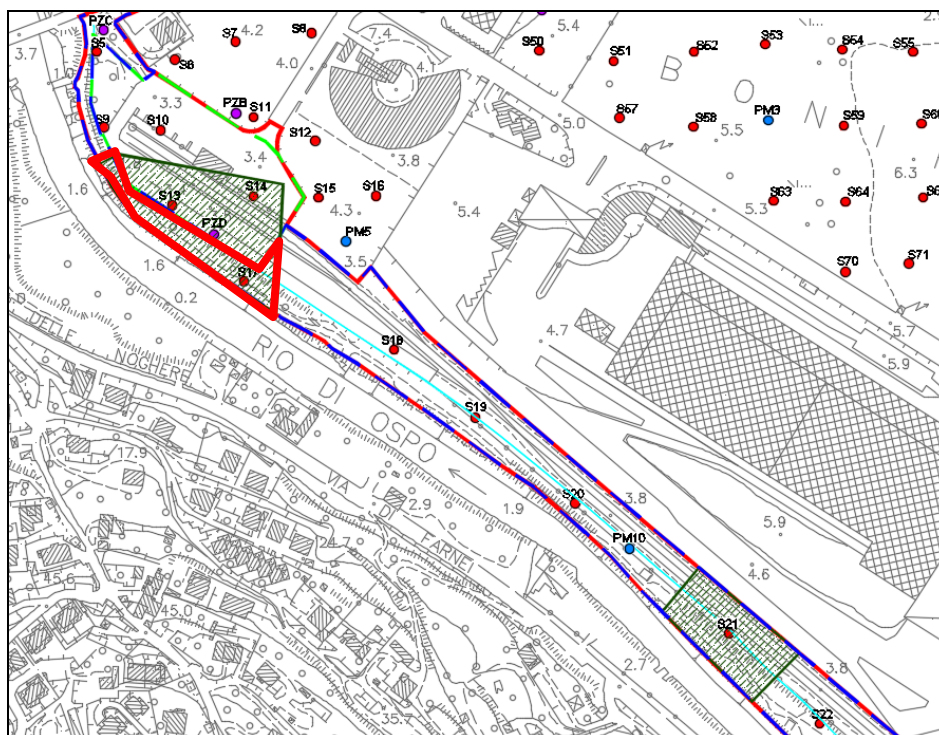 PZC
S5
S7
4.2
S8
7.4
S50
5.4
S51
S52
S53
S54
S55
3.7
S6
4.0
4.1
B
O
N
I...
3.3
PZB
S11
S57
S58
5.5
PM3
S59
S60
S9
S10
S12
5.0
3.4
3.8
6.3
1.6
S13
S14
S15
S16
4.3
5.4
5.3
S63
S64
PZD
PM5
3.5
1.6
S17
S70
S71
0.2
4.7
5.7
5.9
DELLE
NOGHERE
RIO
DI
OSPO
S18
S19
17.9
VIA
2.9
1.9
S20
3.8
5.9
FARNEI
24.7
PM10
4.6
45.6
45.0
S21
2.7
3.8
35.7
S22